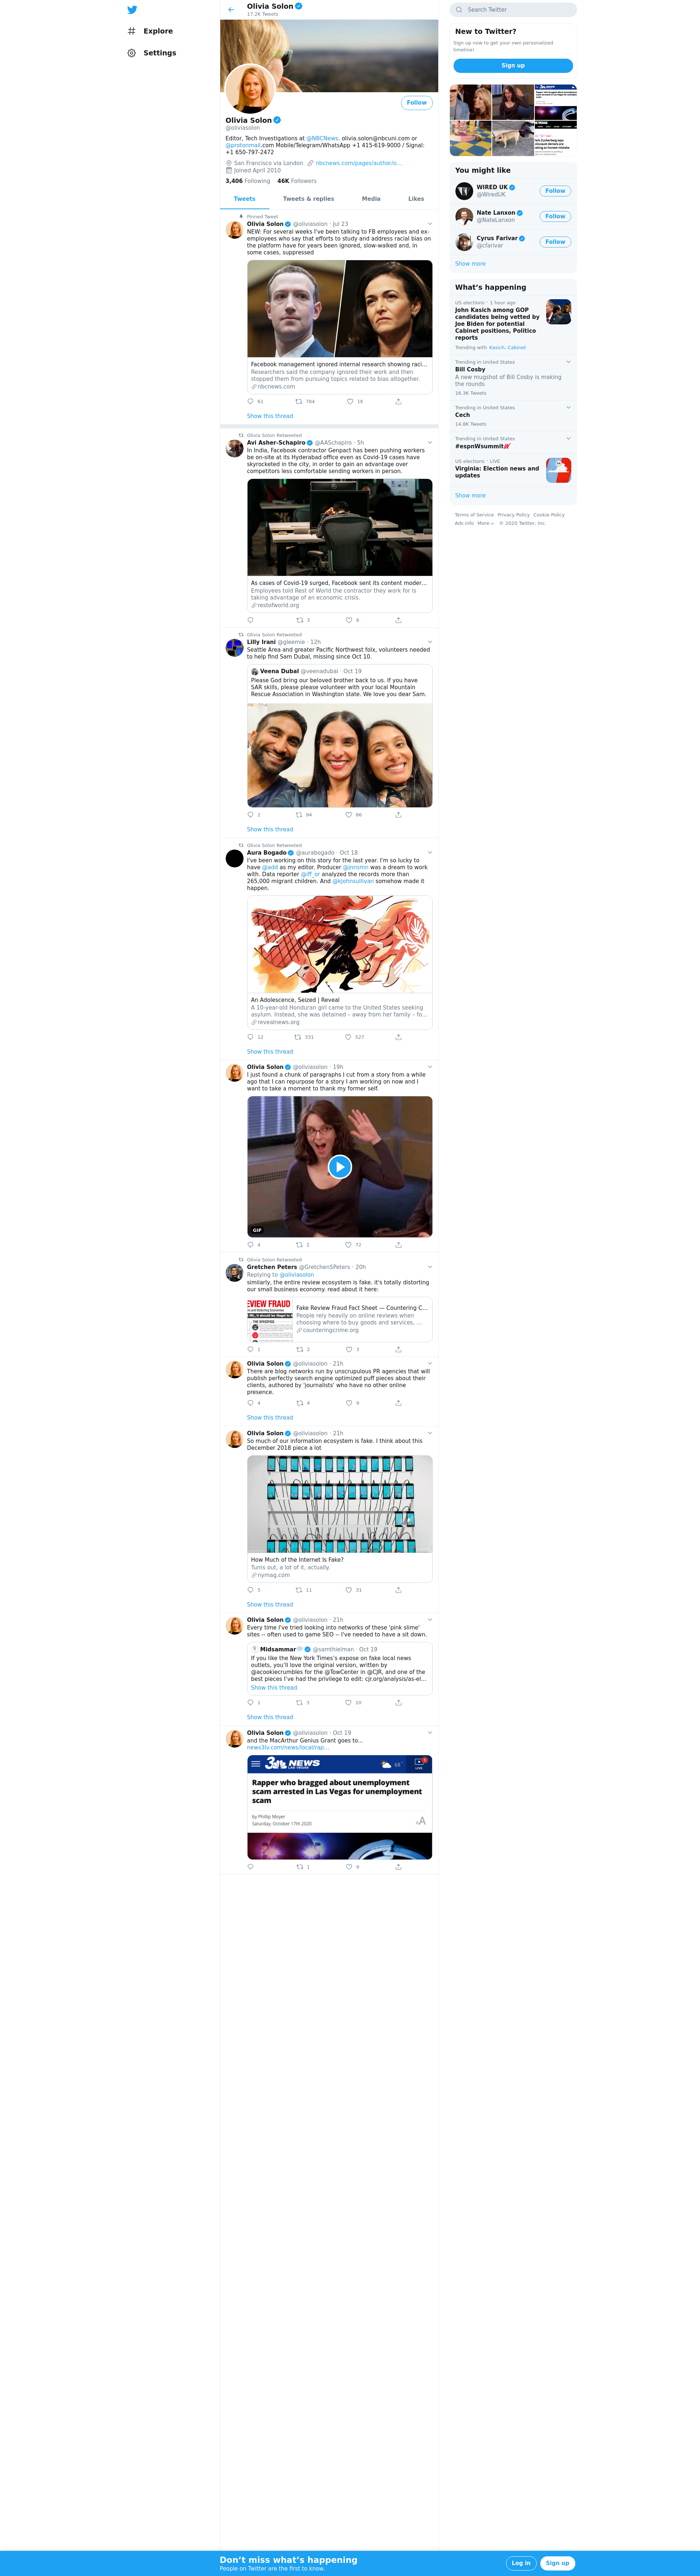 Explore
Settings
Olivia Solon
17.2K Tweets
Follow
Olivia Solon
@oliviasolon
Editor, Tech Investigations at @NBCNews. olivia.solon@nbcuni.com or
@protonmail.com Mobile/Telegram/WhatsApp +1 415-619-9000 / Signal:
+1 650-797-2472
San Francisco via London nbcnews.com/pages/author/o...
Joined April 2010
3,406 Following 46K Followers
Tweets Tweets & replies Media Likes
Pinned Tweet
Olivia Solon @oliviasolon · Jul 23
NEW: For several weeks I've been talking to FB employees and ex-
employees who say that efforts to study and address racial bias on
the platform have for years been ignored, slow-walked and, in
some cases, suppressed
Facebook management ignored internal research showing raci...
Researchers said the company ignored their work and then
stopped them from pursuing topics related to bias altogether.
nbcnews.com
61 784 1K
Show this thread
Olivia Solon Retweeted
Avi Asher-Schapiro @AASchapiro · 5h
In India, Facebook contractor Genpact has been pushing workers
be on-site at its Hyderabad office even as Covid-19 cases have
skyrocketed in the city, in order to gain an advantage over
competitors less comfortable sending workers in person.
As cases of Covid-19 surged, Facebook sent its content moder...
Employees told Rest of World the contractor they work for is
taking advantage of an economic crisis.
restofworld.org
3 6
Olivia Solon Retweeted
Lilly Irani @gleemie · 12h
Seattle Area and greater Pacific Northwest folx, volunteers needed
to help find Sam Dubal, missing since Oct 10.
Veena Dubal @veenadubal · Oct 19
Please God bring our beloved brother back to us. If you have
SAR skills, please please volunteer with your local Mountain
Rescue Association in Washington state. We love you dear Sam.
2 94 86
Show this thread
Olivia Solon Retweeted
Aura Bogado @aurabogado · Oct 18
I've been working on this story for the last year. I'm so lucky to
have @add as my editor. Producer @jnnsmn was a dream to work
with. Data reporter @iff_or analyzed the records more than
265,000 migrant children. And @kjohnsullivan somehow made it
happen.
An Adolescence, Seized | Reveal
A 10-year-old Honduran girl came to the United States seeking
asylum. Instead, she was detained – away from her family – fo...
revealnews.org
12 331 527
Show this thread
Olivia Solon @oliviasolon · 19h
I just found a chunk of paragraphs I cut from a story from a while
ago that I can repurpose for a story I am working on now and I
want to take a moment to thank my former self.
GIF
4 2 72
Olivia Solon Retweeted
Gretchen Peters @GretchenSPeters · 20h
Replying to @oliviasolon
similarly, the entire review ecosystem is fake. it's totally distorting
our small business economy. read about it here:
EVIEW FRAUD
THE SPECIFICS
Fake Review Fraud Fact Sheet — Countering C...
People rely heavily on online reviews when
choosing where to buy goods and services, ...
counteringcrime.org
1 2 3
Olivia Solon @oliviasolon · 21h
There are blog networks run by unscrupulous PR agencies that will
publish perfectly search engine optimized puff pieces about their
clients, authored by 'journalists' who have no other online
presence.
4 4 9
Show this thread
Olivia Solon @oliviasolon · 21h
So much of our information ecosystem is fake. I think about this
December 2018 piece a lot
How Much of the Internet Is Fake?
Turns out, a lot of it, actually.
nymag.com
5 11 31
Show this thread
Olivia Solon @oliviasolon · 21h
Every time I've tried looking into networks of these 'pink slime'
sites -- often used to game SEO -- I've needed to have a sit down.
Midsammar @samthielman · Oct 19
If you like the New York Times's expose on fake local news
outlets, you'll love the original version, written by
@acookiecrumbles for the @TowCenter in @CJR, and one of the
best pieces I've had the privilege to edit: cjr.org/analysis/as-el...
Show this thread
1 3 10
Show this thread
Olivia Solon @oliviasolon · Oct 19
and the MacArthur Genius Grant goes to...
news3lv.com/news/local/rap...
3 NEWS LAS VEGAS 68° LIVE
Rapper who bragged about unemployment
scam arrested in Las Vegas for unemployment
scam
by Phillip Moyer
Saturday, October 17th 2020
AA
1 9
Search Twitter
New to Twitter?
Sign up now to get your own personalized
timeline!
Sign up
You might like
WIRED UK
@WiredUK
Follow
Nate Lanxon
@NateLanxon
Follow
Cyrus Farivar
@cfarivar
Follow
Show more
What's happening
US elections · 1 hour ago
John Kasich among GOP
candidates being vetted by
Joe Biden for potential
Cabinet positions, Politico
reports
Trending with Kasich, Cabinet
Trending in United States
Bill Cosby
A new mugshot of Bill Cosby is making
the rounds
16.3K Tweets
Trending in United States
Cech
14.8K Tweets
Trending in United States
#espnWsummit
US elections · LIVE
Virginia: Election news and
updates
Show more
Terms of Service Privacy Policy Cookie Policy
Ads info More © 2020 Twitter, Inc.
Don't miss what's happening
People on Twitter are the first to know.
Log in Sign up